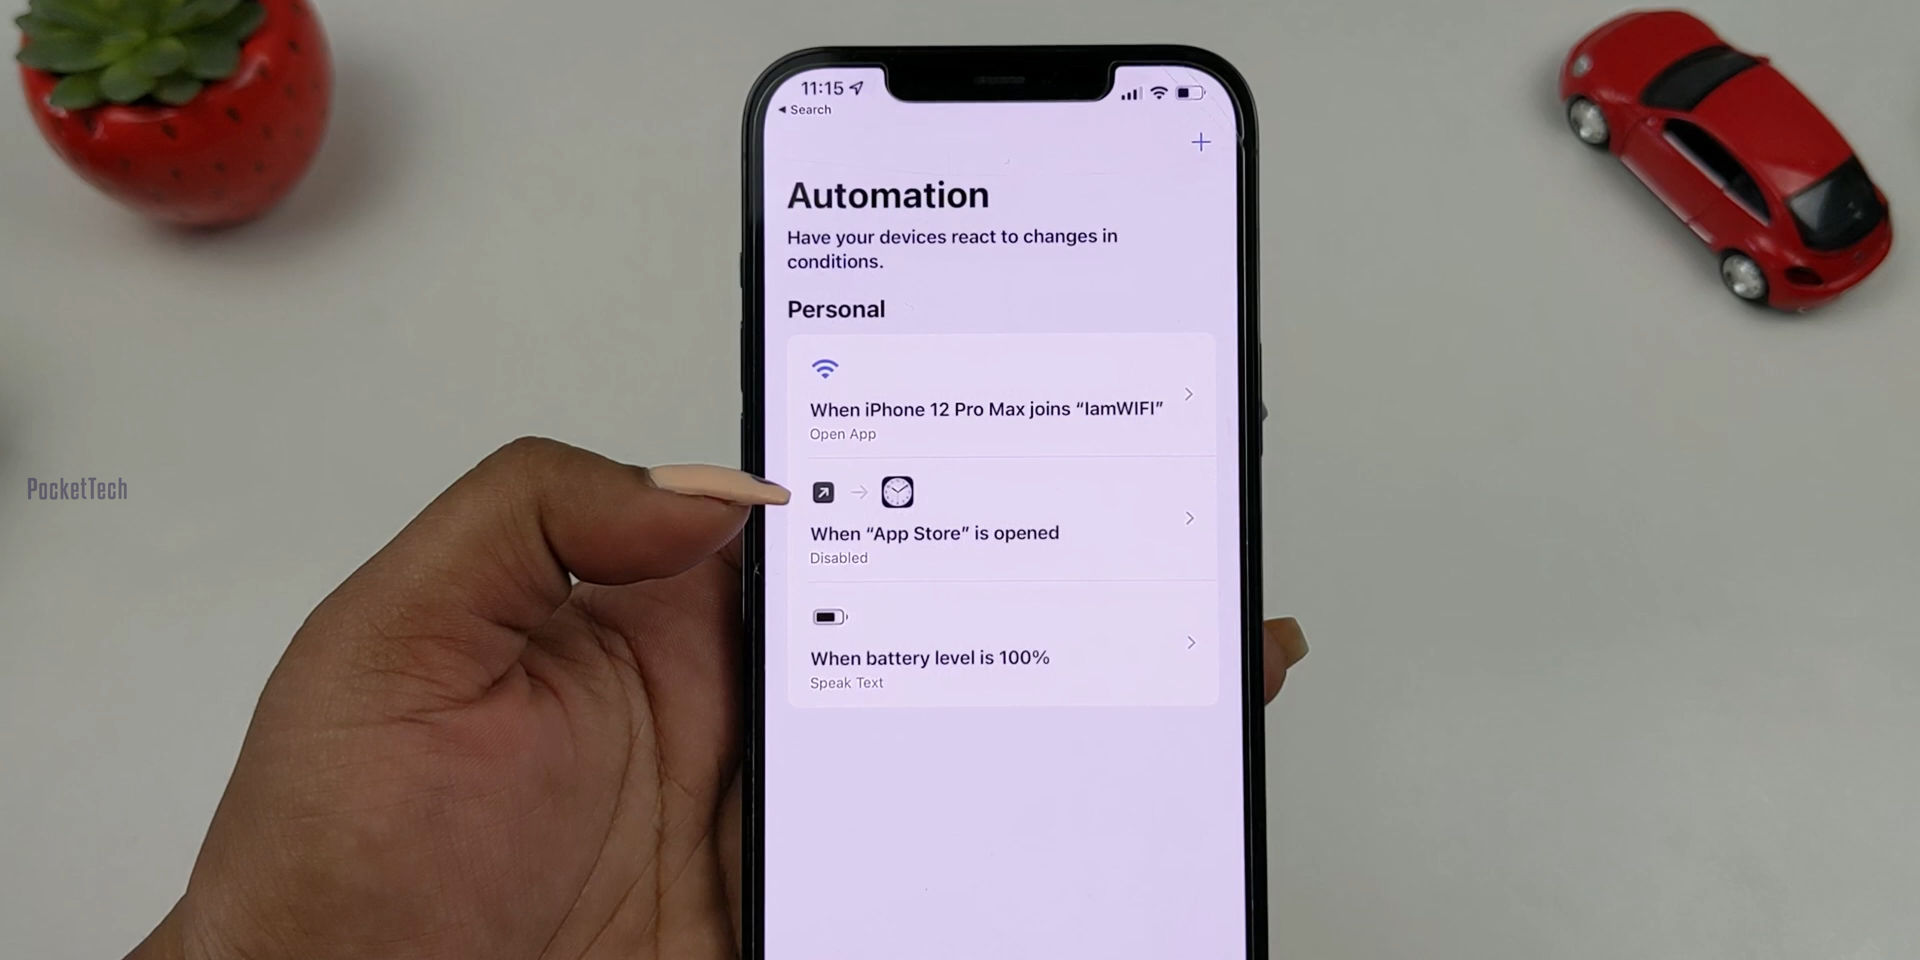 11:15
Search
Automation
Have your devices react to changes in
conditions.
Personal
When iPhone 12 Pro Max joins “IamWIFI”
Open App
PocketTech
When “App Store” is opened
Disabled
When battery level is 100%
Speak Text